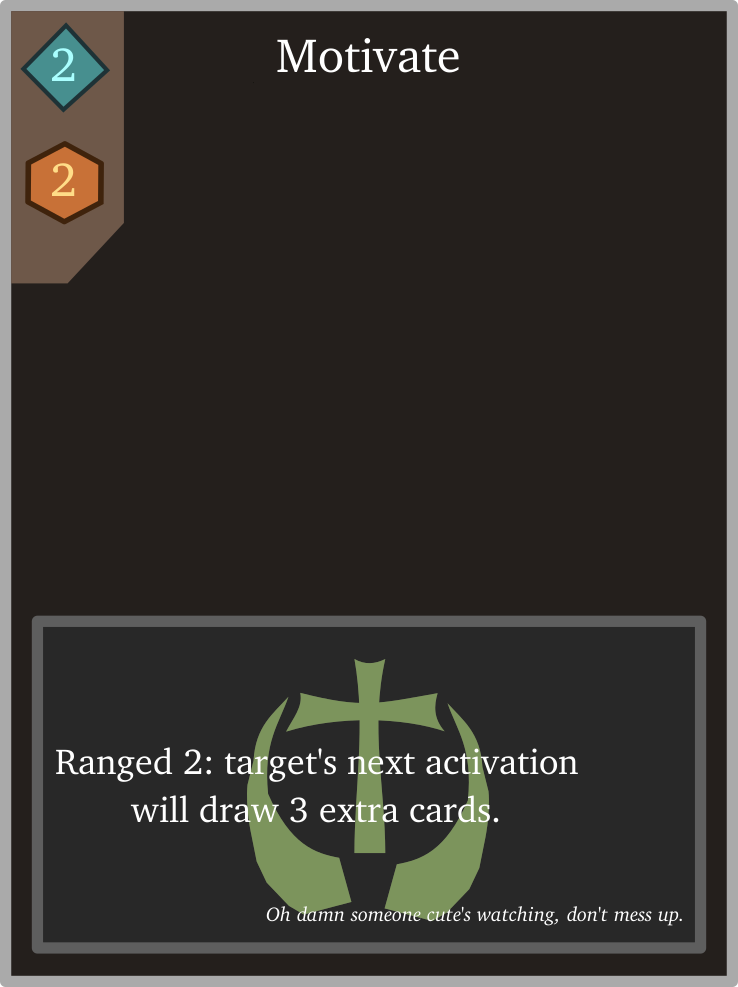 2
Motivate
2
Ranged 2: target's next activation
will draw 3 extra cards.
Oh damn someone cute's watching, don't mess up.